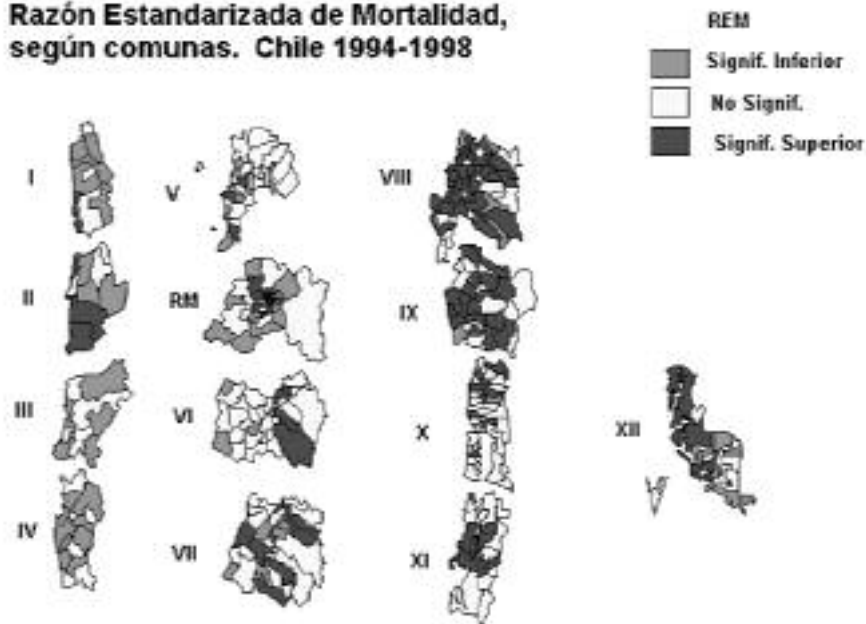 Razón Estandarizada de Mortalidad,
según comunas. Chile 1994-1998
REM
Signif. Inferior
No Signif.
Signif. Superior
I
V
VIII
II
RM
IX
III
VI
X
XII
IV
VII
XI